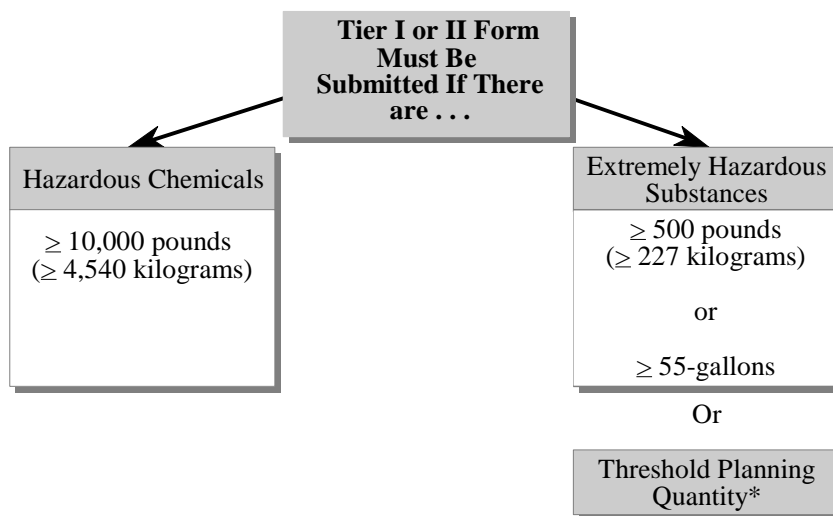 Tier I or II Form
Must Be
Submitted If There
are . . .
Hazardous Chemicals
≥ 10,000 pounds
(≥ 4,540 kilograms)
Extremely Hazardous
Substances
≥ 500 pounds
(≥ 227 kilograms)
or
≥ 55-gallons
Or
Threshold Planning
Quantity*